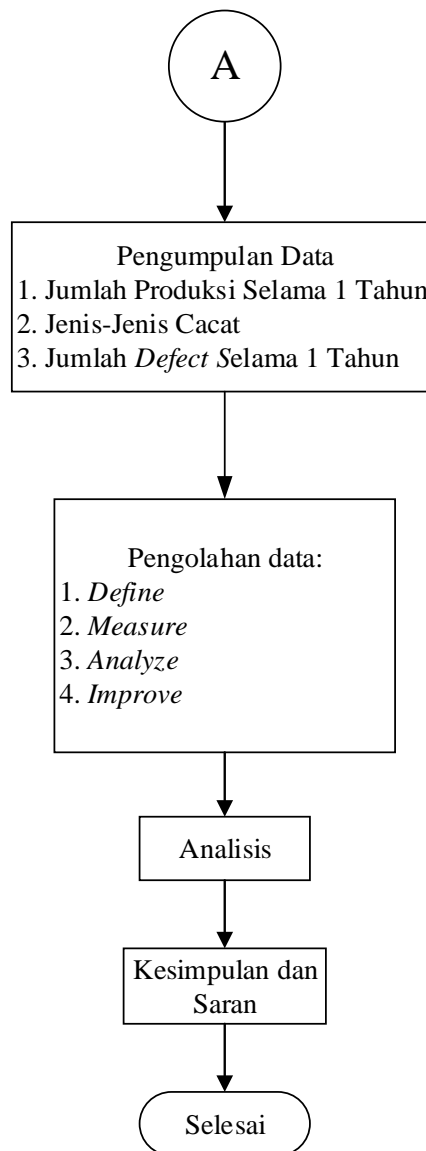 A
Pengumpulan Data
1. Jumlah Produksi Selama 1 Tahun
2. Jenis-Jenis Cacat
3. Jumlah Defect Selama 1 Tahun
Pengolahan data:
1. Define
2. Measure
3. Analyze
4. Improve
Analisis
Kesimpulan dan
Saran
Selesai